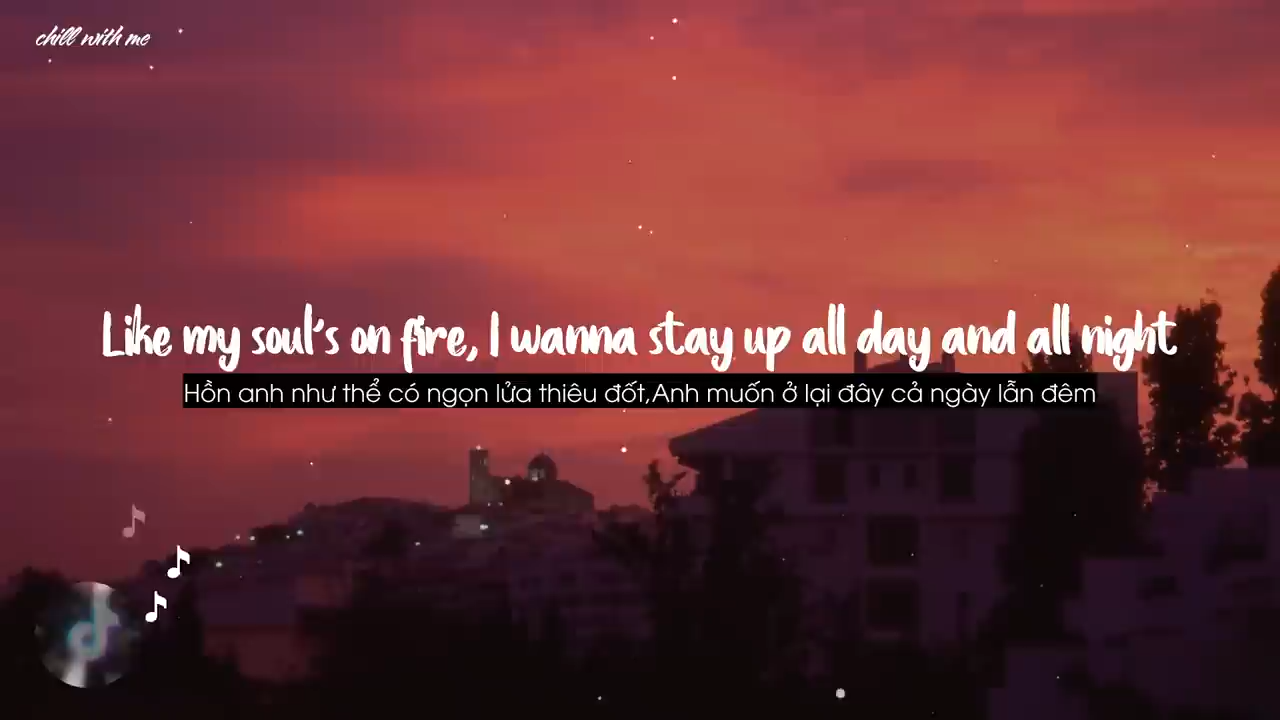 chill with me
Like my soul's on fire, I wanna stay up all day and all night
Hồn anh như thể có ngọn lửa thiêu đốt,Anh muốn ở lại đây cả ngày lẫn đêm